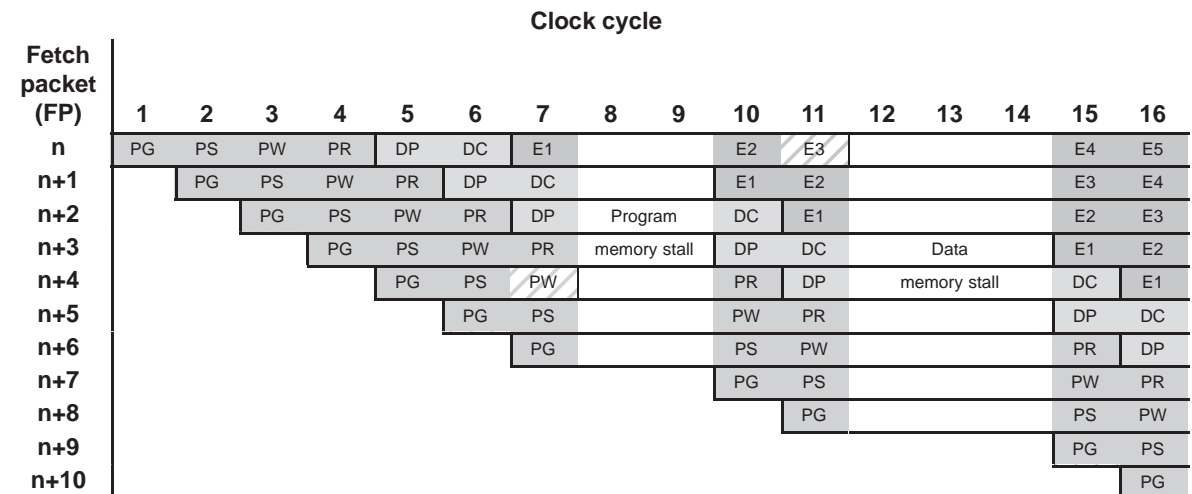 Clock cycle
Fetch
packet
(FP) 1 2 3 4 5 6 7 8 9 10 11 12 13 14 15 16
n PG PS PW PR DP DC E1 E2 E3 E4 E5
n+1 PG PS PW PR DP DC E1 E2 E3 E4
n+2 PG PS PW PR DP Program DC E1 E2 E3
n+3 PG PS PW PR memory stall DP DC Data E1 E2
n+4 PG PS PW PR DP memory stall DC E1
n+5 PG PS PW PR DP DC
n+6 PG PS PW PR DP
n+7 PG PS PW PR
n+8 PG PS PW
n+9 PG PS
n+10 PG